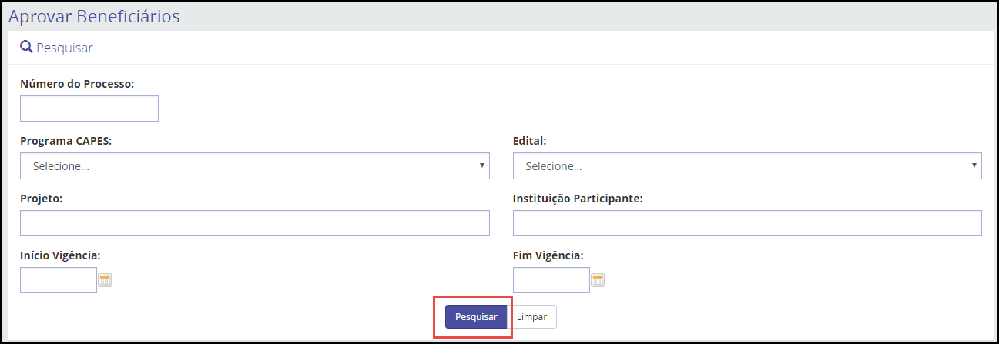 Aprovar Beneficiários
Pesquisar
Número do Processo:
Programa CAPES:
Edital:
Selecione...
Selecione...
Projeto:
Instituição Participante:
Início Vigência:
Fim Vigência:
Pesquisar
Limpar